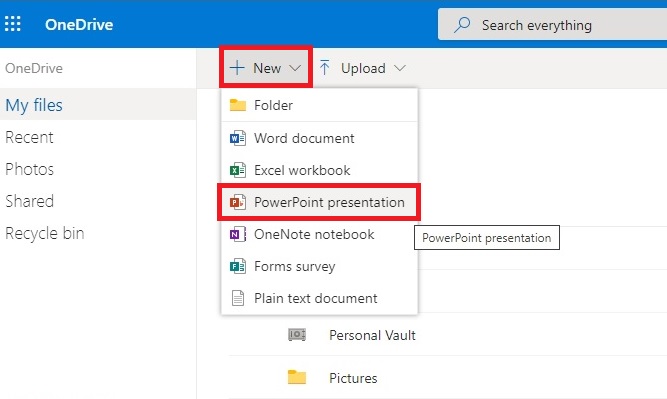 OneDrive
Search everything
OneDrive
My files
Recent
Photos
Shared
Recycle bin
New
Upload
Folder
Word document
Excel workbook
PowerPoint presentation
OneNote notebook
Forms survey
Plain text document
PowerPoint presentation
Personal Vault
Pictures